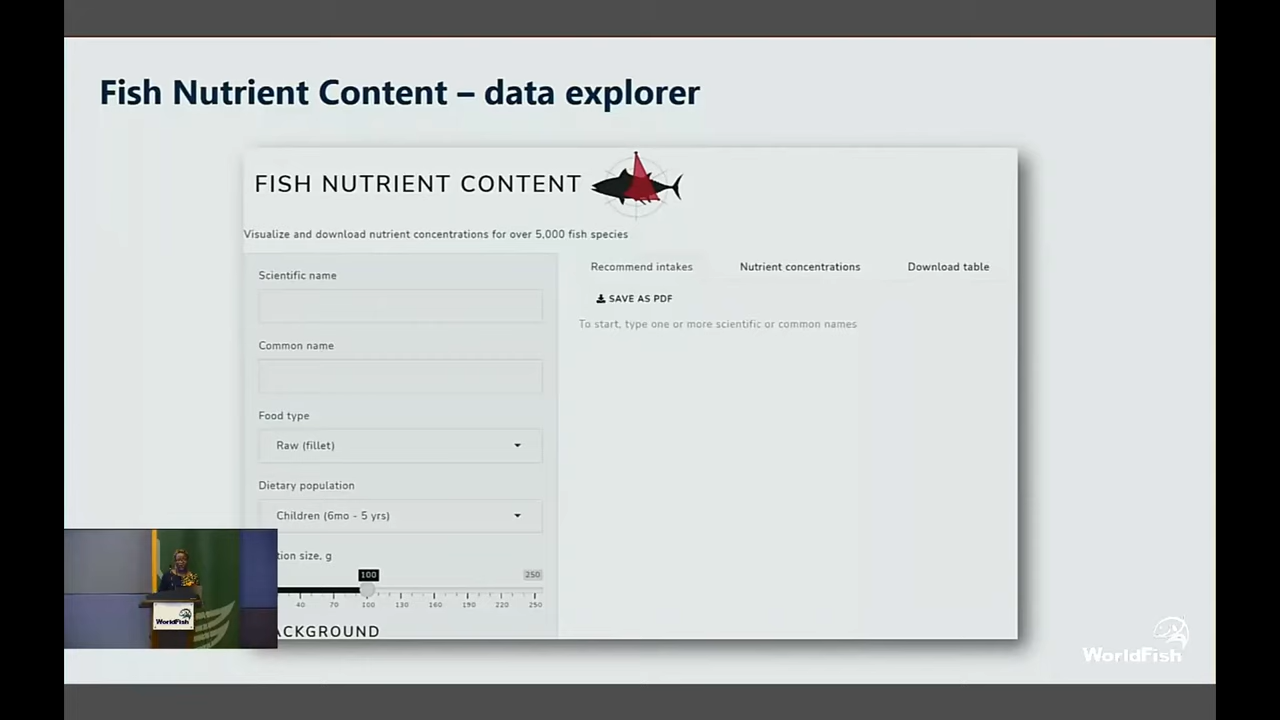 Fish Nutrient Content – data explorer
FISH NUTRIENT CONTENT
Visualize and download nutrient concentrations for over 5,000 fish species
Scientific name
Common name
Food type
Raw (fillet)
Dietary population
Children (6mo - 5 yrs)
tion size, g
100
250
40 70 100 130 160 190 220 250
ACKGROUND
Recommend intakes
Nutrient concentrations
Download table
SAVE AS PDF
To start, type one or more scientific or common names
WorldFish
WorldFish